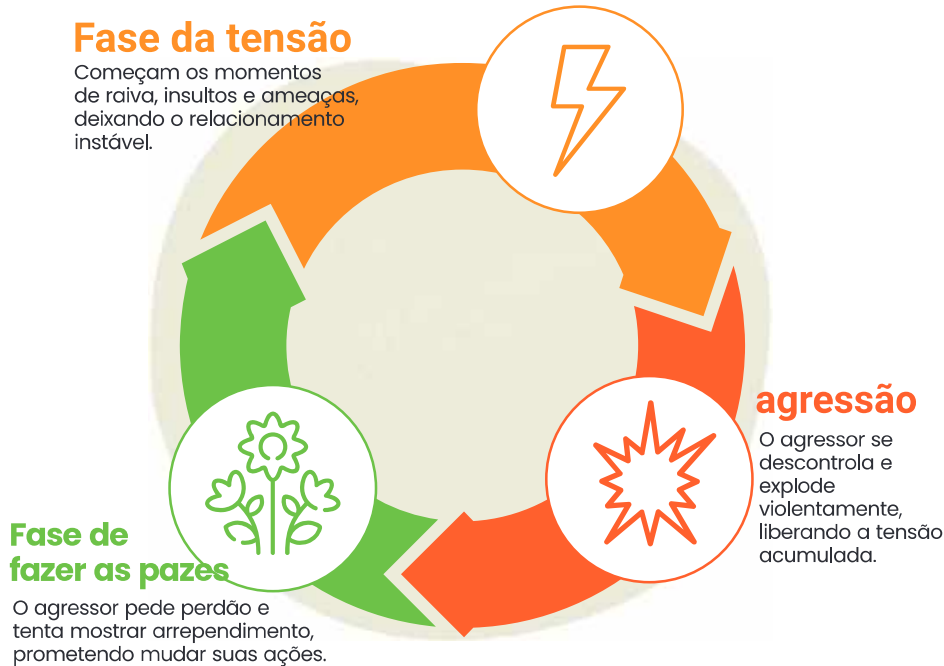 Fase da tensão
Começam os momentos
de raiva, insultos e ameaças,
deixando o relacionamento
instável.
agressão
O agressor se
descontrola e
explode
violentamente,
liberando a tensão
acumulada.
Fase de
fazer as pazes
O agressor pede perdão e
tenta mostrar arrependimento,
prometendo mudar suas ações.